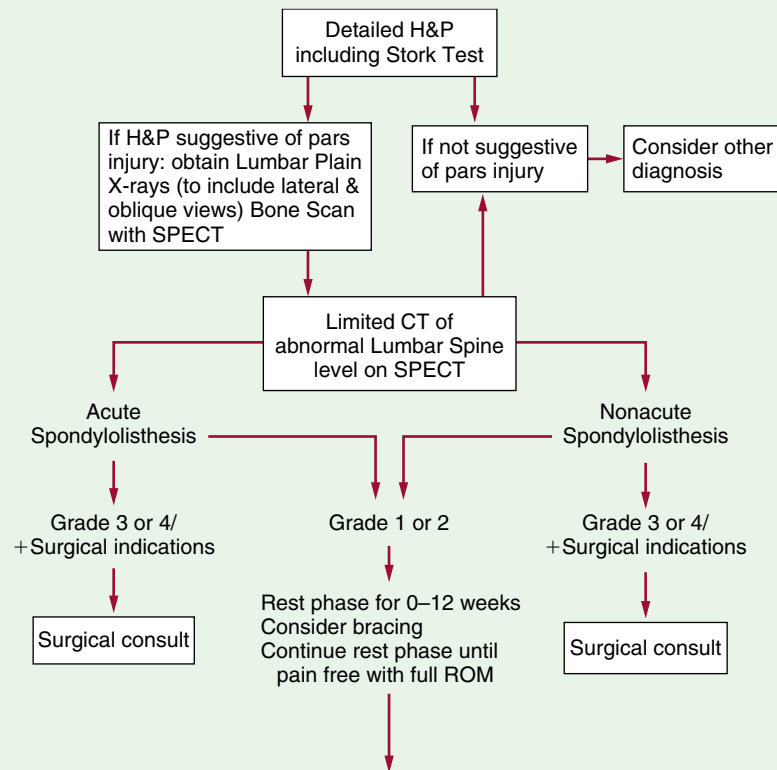 Detailed H&P
including Stork Test
If H&P suggestive of pars
injury: obtain Lumbar Plain
X-rays (to include lateral &
oblique views) Bone Scan
with SPECT
If not suggestive
of pars injury
Consider other
diagnosis
Limited CT of
abnormal Lumbar Spine
level on SPECT
Acute
Spondylolisthesis
Nonacute
Spondylolisthesis
Grade 3 or 4/
+Surgical indications
Grade 1 or 2
Grade 3 or 4/
+Surgical indications
Surgical consult
Rest phase for 0–12 weeks
Consider bracing
Continue rest phase until
pain free with full ROM
Surgical consult